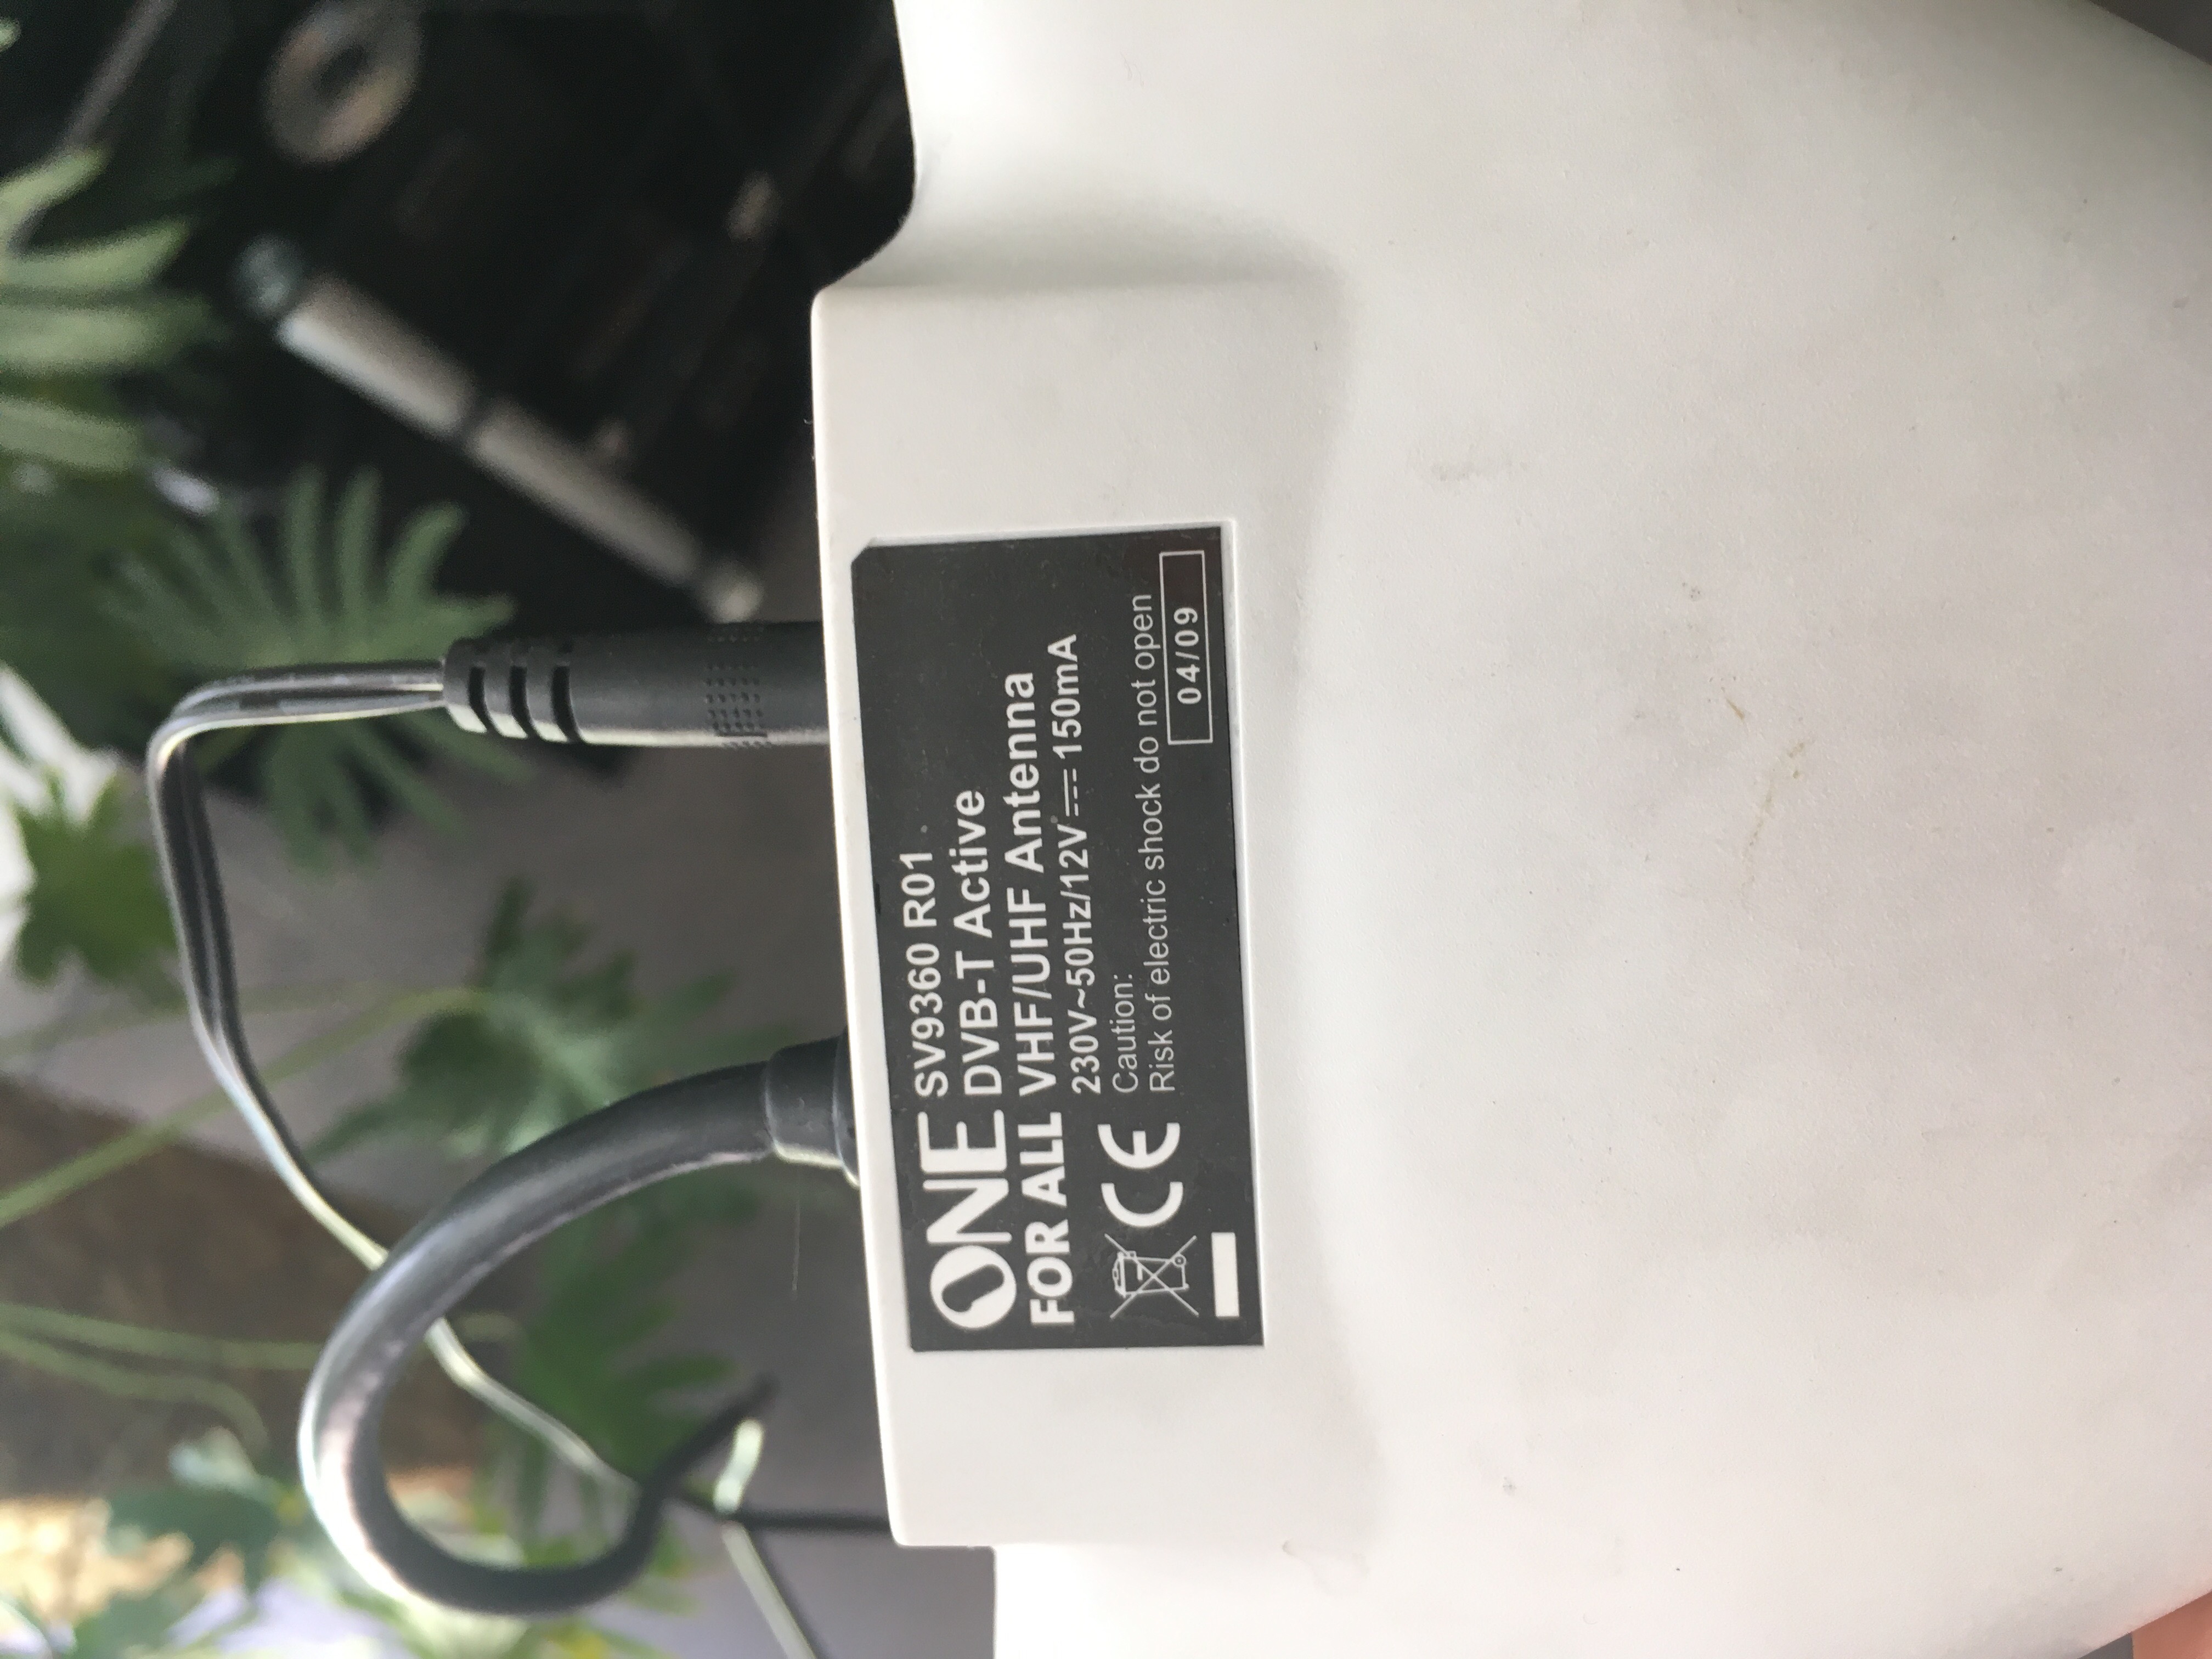 SV9360 R01
ONE DVB-T Active
FOR ALL VHF/UHF Antenna
230V~50Hz/12V⎓150mA
CE Caution:
Risk of electric shock do not open
04/09